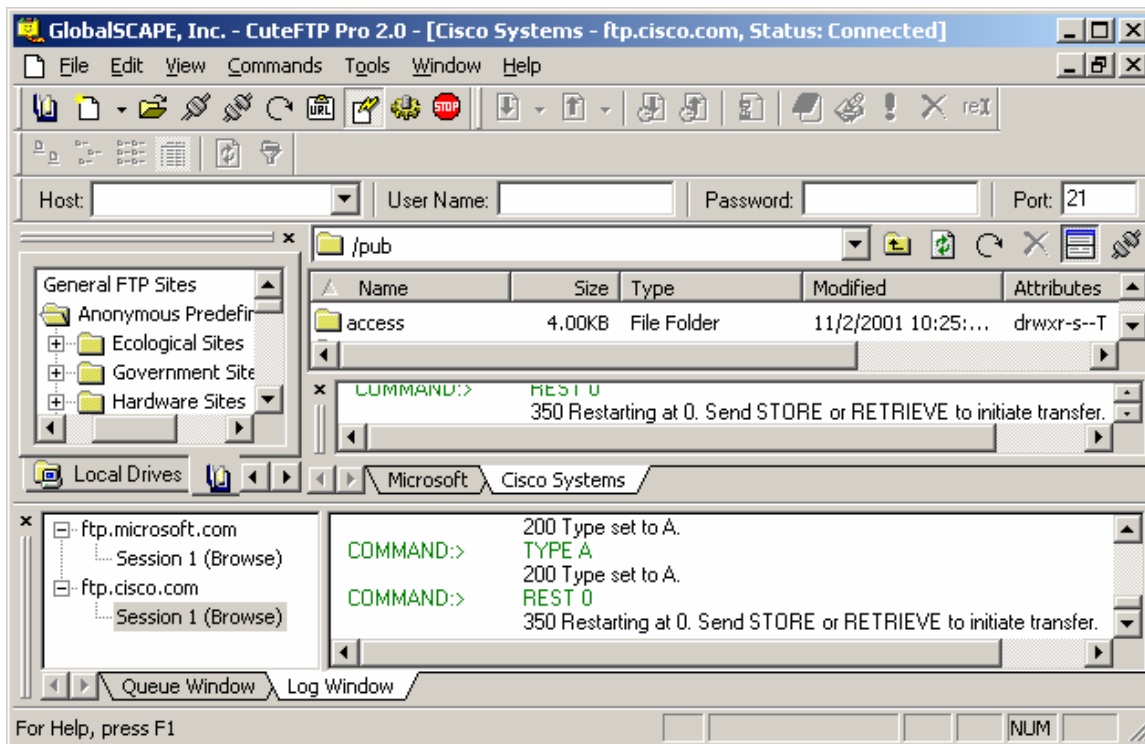 GlobalSCAPE, Inc. - CuteFTP Pro 2.0 - [Cisco Systems - ftp.cisco.com, Status: Connected]
File Edit View Commands Tools Window Help
URL STOP reI
Host: User Name: Password: Port: 21
/pub
General FTP Sites
Anonymous Predefir
Ecological Sites
Government Site
Hardware Sites
Local Drives
Name Size Type Modified Attributes
access 4.00KB File Folder 11/2/2001 10:25:... drwxr-s--T
COMMAND:> REST 0
350 Restarting at 0. Send STORE or RETRIEVE to initiate transfer.
Microsoft Cisco Systems
ftp.microsoft.com
Session 1 (Browse)
ftp.cisco.com
Session 1 (Browse)
200 Type set to A.
COMMAND:> TYPE A
200 Type set to A.
COMMAND:> REST 0
350 Restarting at 0. Send STORE or RETRIEVE to initiate transfer.
Queue Window Log Window
For Help, press F1 NUM